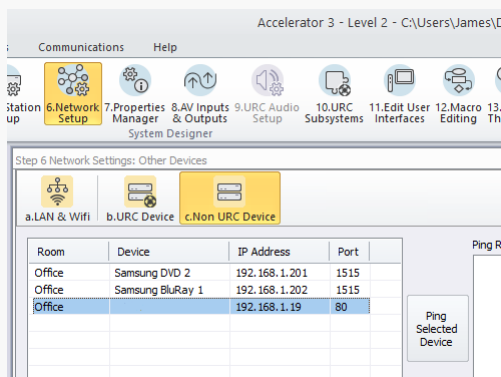 Accelerator 3 - Level 2 - C:\Users\James\D
s Communications Help
Station 6.Network 7.Properties 8.AV Inputs 9.URC Audio 10.URC 11.Edit User 12.Macro 13.
up Setup Manager & Outputs Setup Subsystems Interfaces Editing Th
System Designer
Step 6 Network Settings: Other Devices
a.LAN & Wifi b.URC Device c.Non URC Device
Room Device IP Address Port Ping R
Office Samsung DVD 2 192.168.1.201 1515
Office Samsung BluRay 1 192.168.1.202 1515
Office 192.168.1.19 80
Ping
Selected
Device